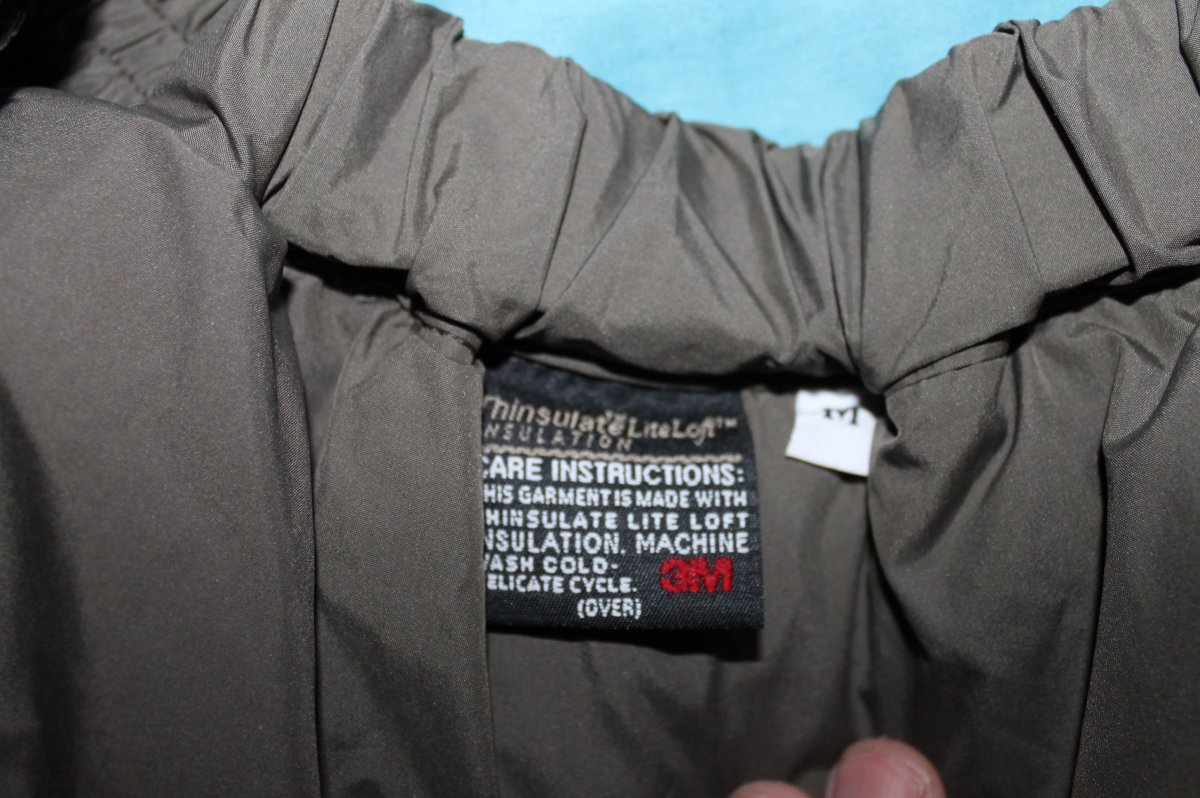 Thinsulate™ LiteLoft™
INSULATION
CARE INSTRUCTIONS:
THIS GARMENT IS MADE WITH
THINSULATE LITE LOFT
INSULATION. MACHINE
WASH COLD-
DELICATE CYCLE. 3M
(OVER)
M